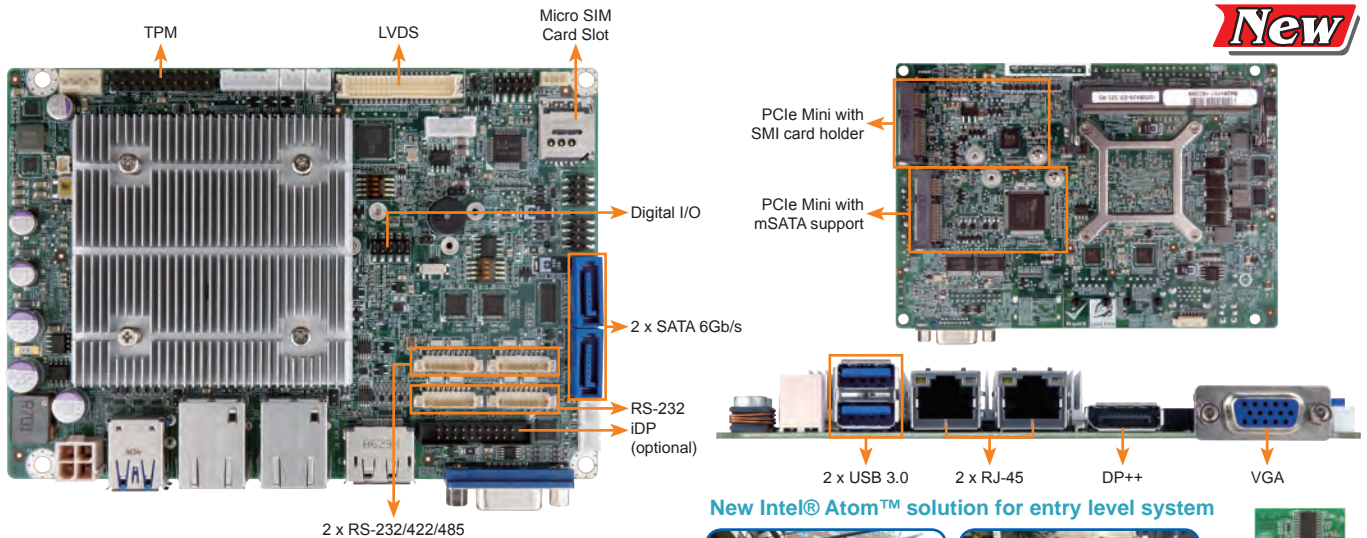 New
TPM
LVDS
Micro SIM
Card Slot
PCIe Mini with
SMI card holder
PCIe Mini with
mSATA support
Digital I/O
2 x SATA 6Gb/s
RS-232
iDP
(optional)
2 x RS-232/422/485
2 x USB 3.0
2 x RJ-45
DP++
VGA
New Intel® Atom™ solution for entry level system